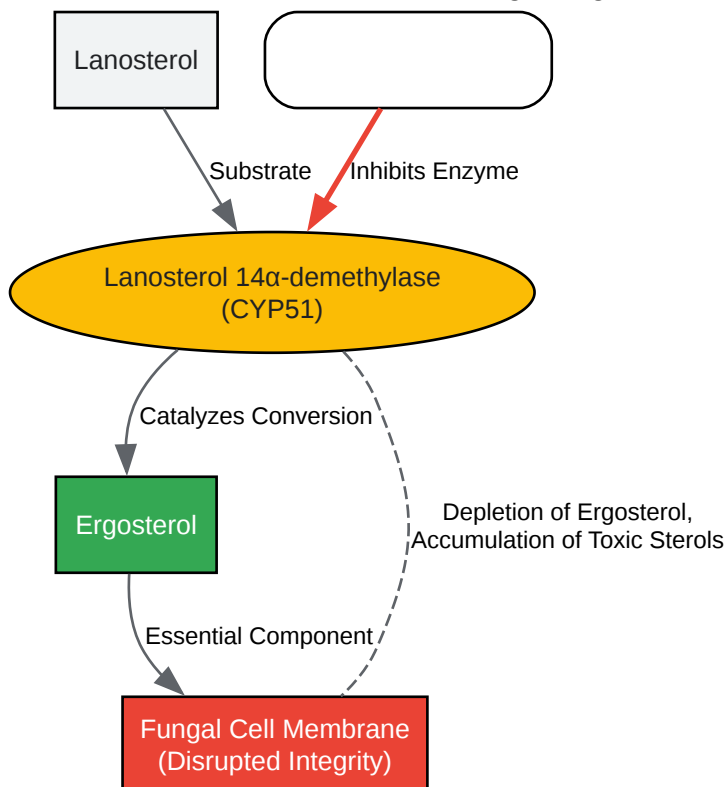 Lanosterol
Substrate
Inhibits Enzyme
Lanosterol 14α-demethylase
(CYP51)
Catalyzes Conversion
Ergosterol
Depletion of Ergosterol,
Accumulation of Toxic Sterols
Essential Component
Fungal Cell Membrane
(Disrupted Integrity)